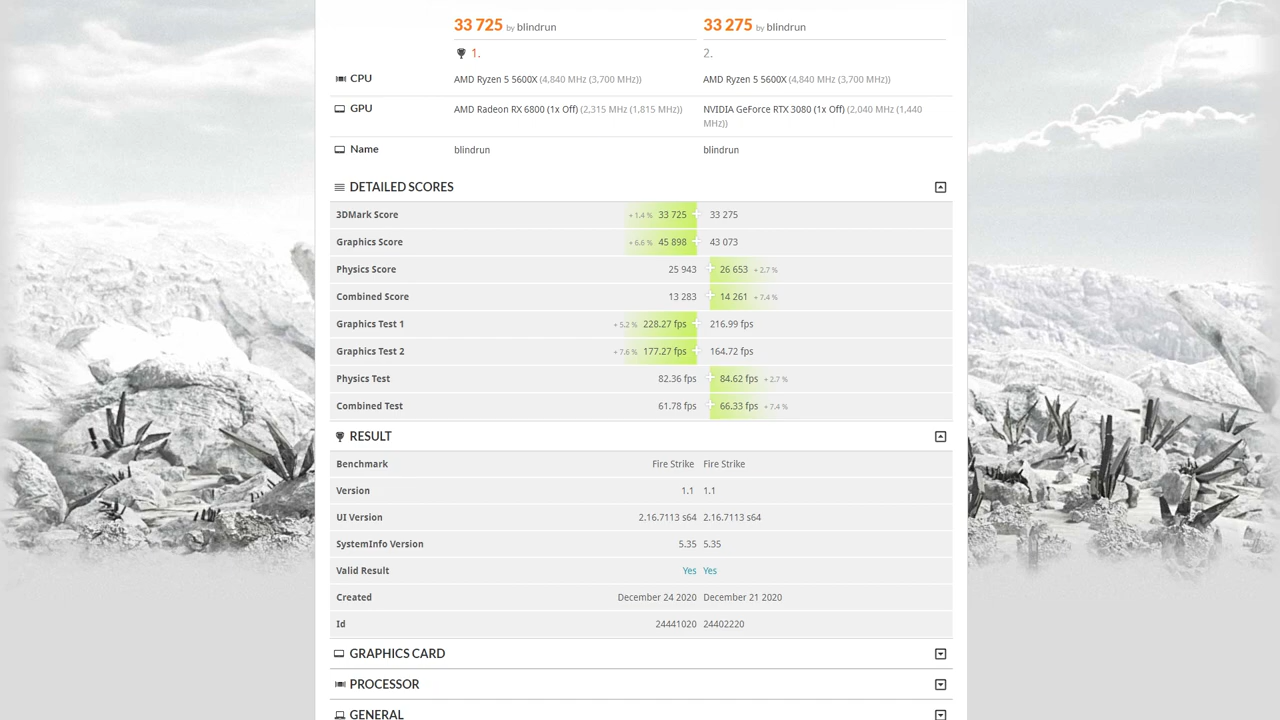 33 725 by blindrun 33 275 by blindrun
1. 2.
CPU AMD Ryzen 5 5600X (4,840 MHz (3,700 MHz)) AMD Ryzen 5 5600X (4,840 MHz (3,700 MHz))
GPU AMD Radeon RX 6800 (1x Off) (2,315 MHz (1,815 MHz)) NVIDIA GeForce RTX 3080 (1x Off) (2,040 MHz (1,440
MHz))
Name blindrun blindrun
DETAILED SCORES
3DMark Score + 1.4 % 33 725 33 275
Graphics Score + 6.6 % 45 898 43 073
Physics Score 25 943 26 653 + 2.7 %
Combined Score 13 283 14 261 + 7.4 %
Graphics Test 1 + 5.2 % 228.27 fps 216.99 fps
Graphics Test 2 + 7.6 % 177.27 fps 164.72 fps
Physics Test 82.36 fps 84.62 fps + 2.7 %
Combined Test 61.78 fps 66.33 fps + 7.4 %
RESULT
Benchmark Fire Strike Fire Strike
Version 1.1 1.1
UI Version 2.16.7113 s64 2.16.7113 s64
SystemInfo Version 5.35 5.35
Valid Result Yes Yes
Created December 24 2020 December 21 2020
Id 24441020 24402220
GRAPHICS CARD
PROCESSOR
GENERAL